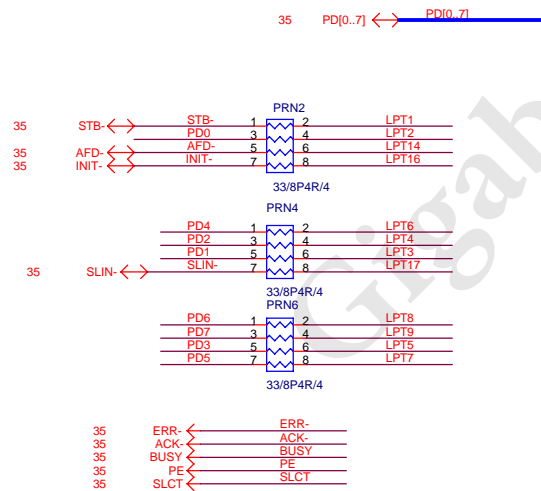 35 PD[0..7] PD[0..7]
PRN2
35 STB- STB- 1 2 LPT1
PD0 3 4 LPT2
35 AFD- AFD- 5 6 LPT14
35 INIT- INIT- 7 8 LPT16
33/8P4R/4
PRN4
PD4 1 2 LPT6
PD2 3 4 LPT4
PD1 5 6 LPT3
35 SLIN- SLIN- 7 8 LPT17
33/8P4R/4
PRN6
PD6 1 2 LPT8
PD7 3 4 LPT9
PD3 5 6 LPT5
PD5 7 8 LPT7
33/8P4R/4
35 ERR- ERR-
35 ACK- ACK-
35 BUSY BUSY
35 PE PE
35 SLCT SLCT
Gigab